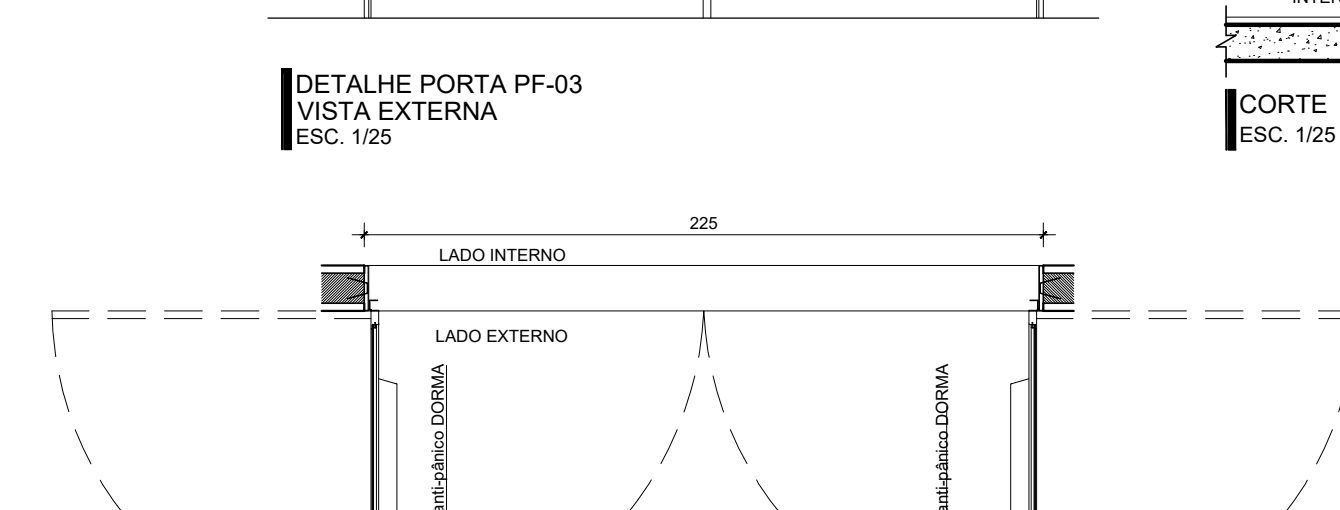 DETALHE PORTA PF-03
VISTA EXTERNA
ESC. 1/25
CORTE
ESC. 1/25
225
LADO INTERNO
LADO EXTERNO
anti-pânico DORMA
anti-pânico DORMA